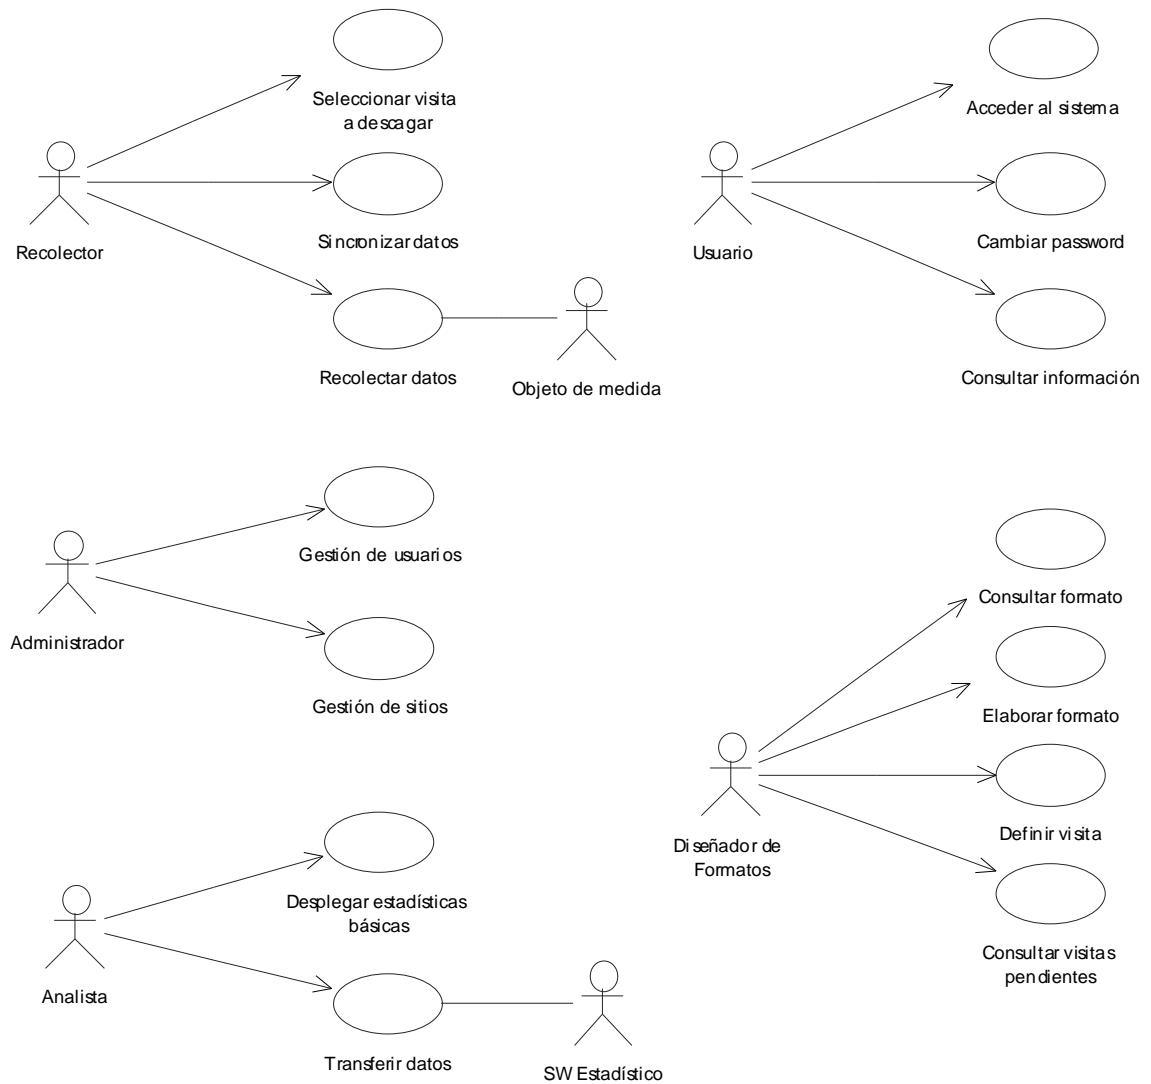 Seleccionar visita
a descagar
Recolector
Sincronizar datos
Recolectar datos
Objeto de medida
Acceder al sistema
Usuario
Cambiar password
Consultar información
Gestión de usuarios
Administrador
Gestión de sitios
Consultar formato
Elaborar formato
Diseñador de
Formatos
Definir visita
Consultar visitas
pendientes
Desplegar estadísticas
básicas
Analista
Transferir datos
SW Estadístico